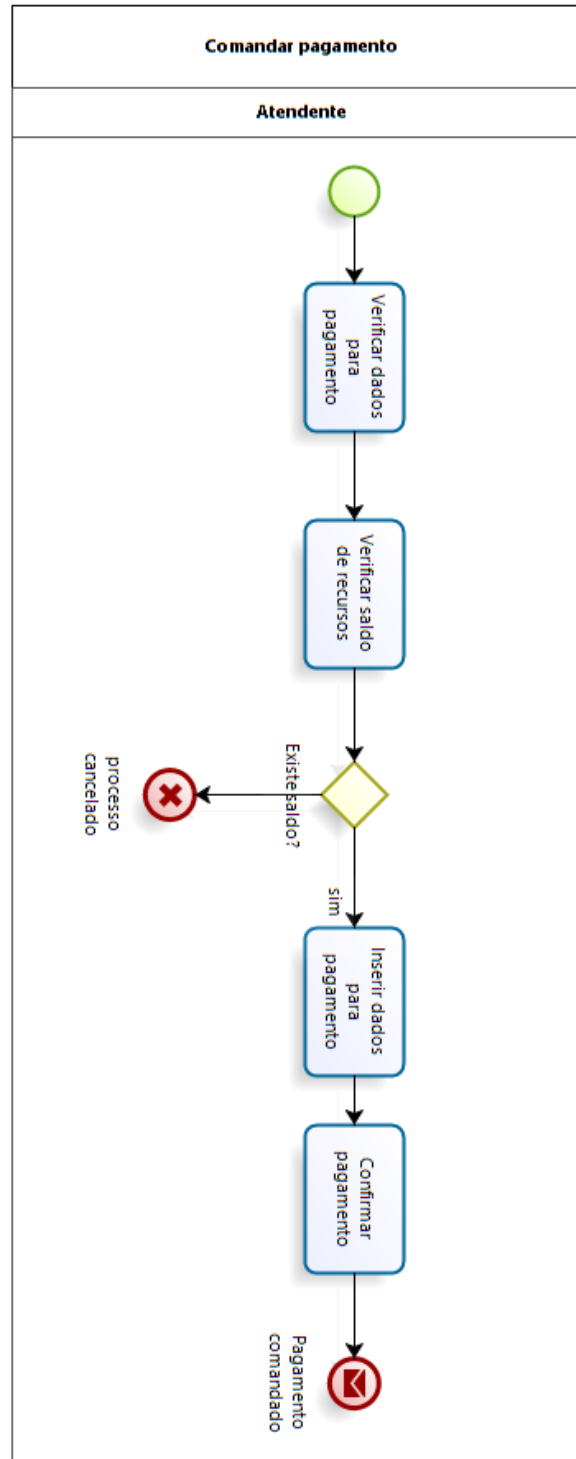 Comandar pagamento
Atendente
Verificar dados
para
pagamento
Verificar saldo
de recursos
Existe saldo?
processo
cancelado
sim
Inserir dados
para
pagamento
Confirmar
pagamento
Pagamento
comandado